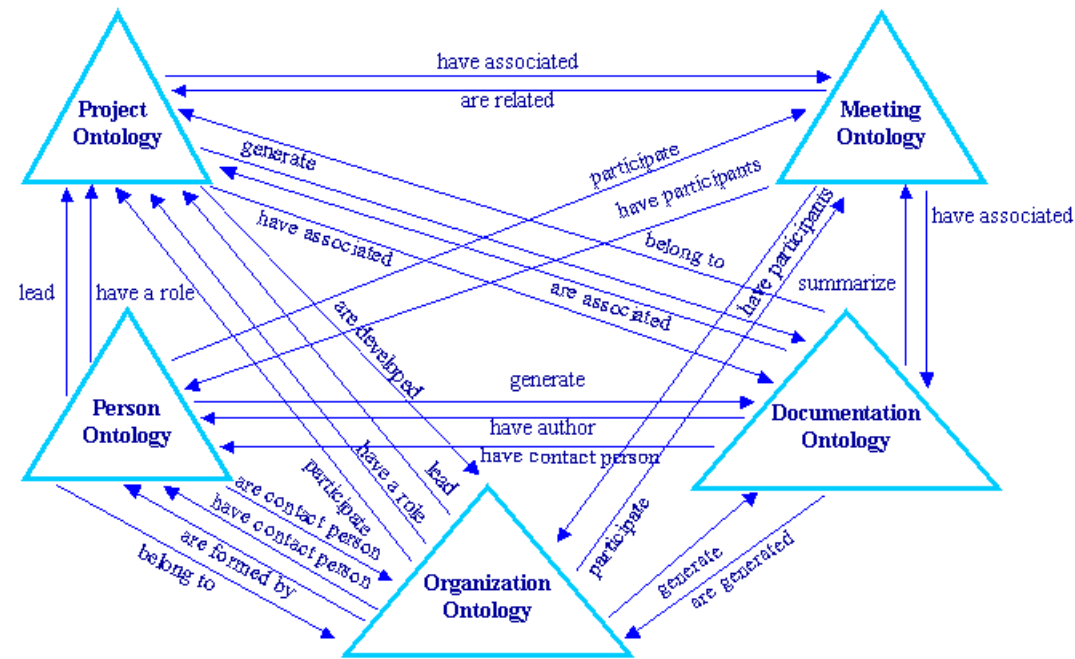 have associated
are related
Project
Ontology
Meeting
Ontology
generate
participate
have participants
have associated
belong to
have participants
have associated
are associated
summarize
lead
have a role
are developed
generate
Person
Ontology
Documentation
Ontology
have author
have contact person
lead
have a role
participate
are contact person
have contact person
are formed by
belong to
participate
Organization
Ontology
generate
are generated